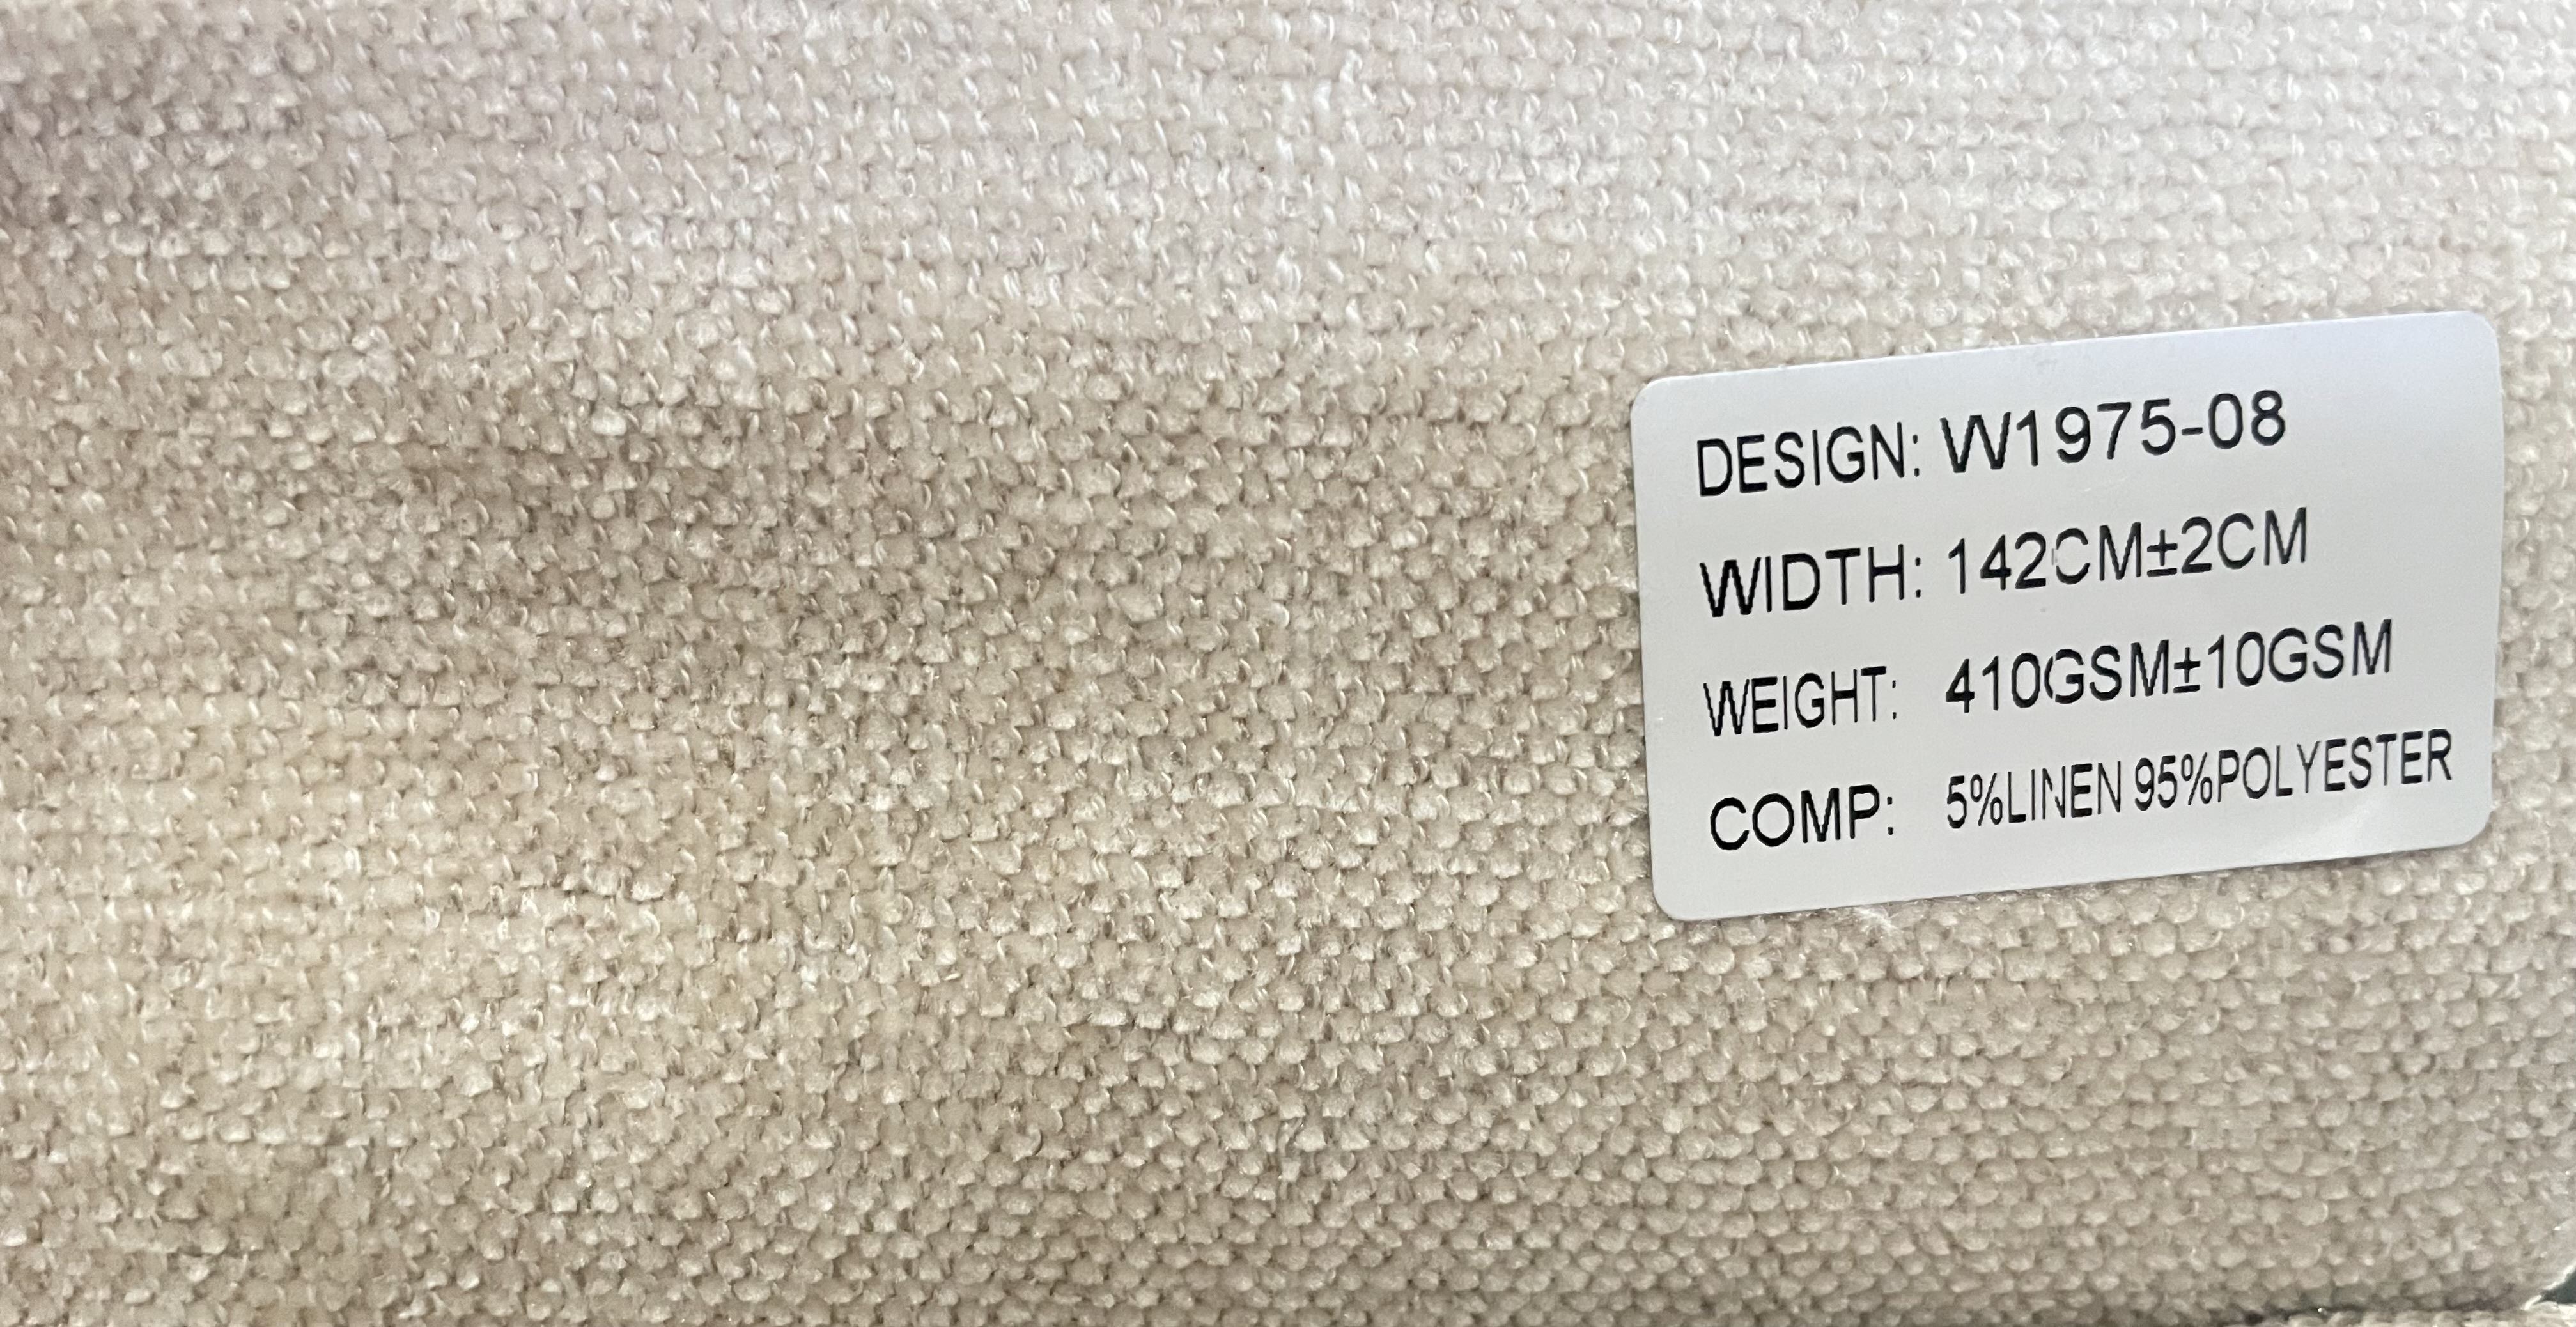 DESIGN: W1975-08
WIDTH: 142CM±2CM
WEIGHT: 410GSM±10GSM
COMP: 5%LINEN 95%POLYESTER